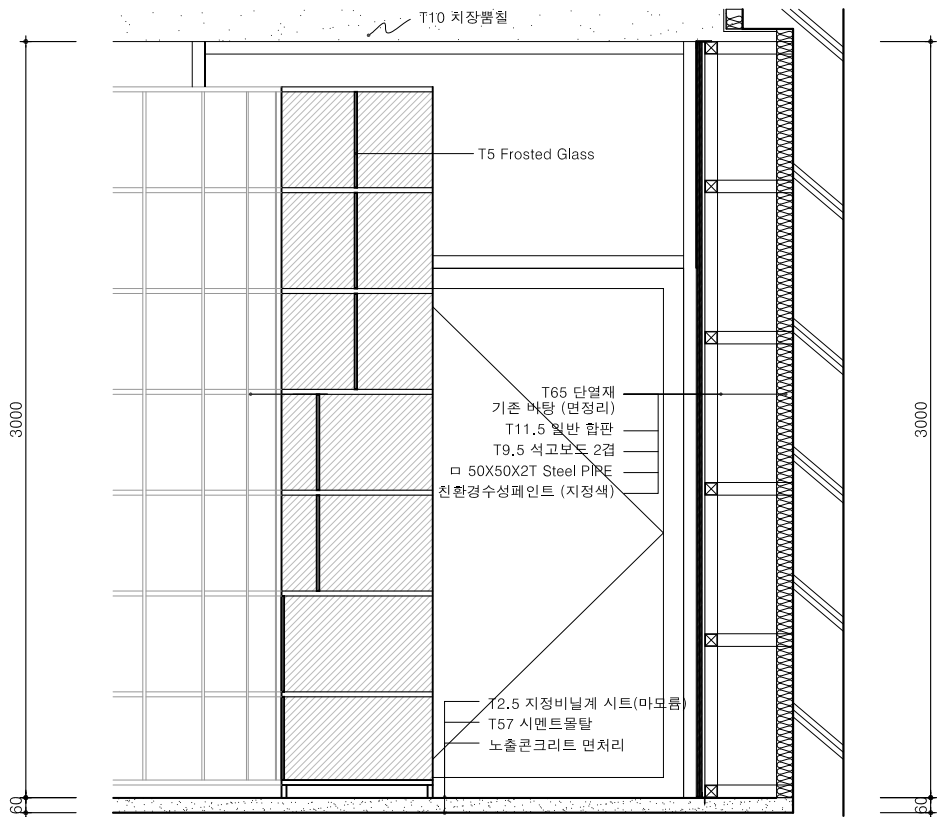 T10 치장뿜칠
T5 Frosted Glass
3000
3000
T65 단열재
기존 바탕 (면정리)
T11.5 일반 합판
T9.5 석고보드 2겹
ㅁ 50X50X2T Steel PIPE
친환경수성페인트 (지정색)
T2.5 지정비닐계 시트(마모륨)
T57 시멘트몰탈
노출콘크리트 면처리
60
60